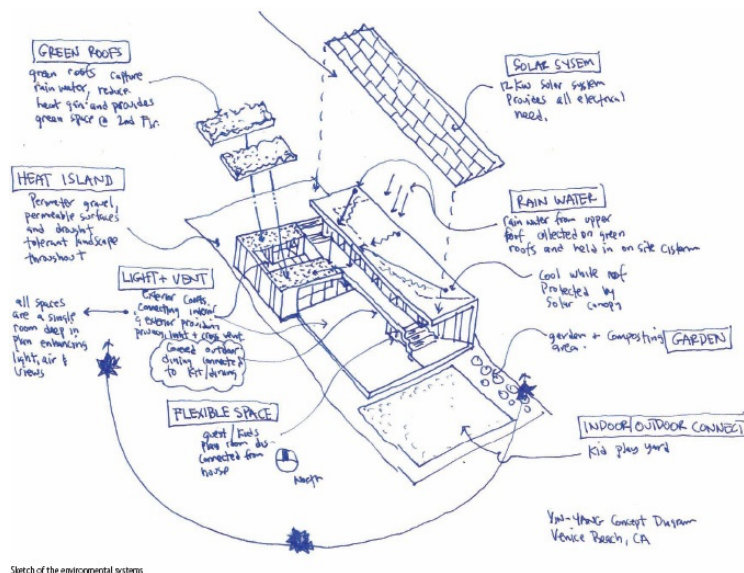 GREEN ROOFS
green roofs capture
rain water, reduce
heat gain and provides
green space @ 2nd Flr.
SOLAR SYSEM
12KW solar system
Provides all electrical
need.
HEAT ISLAND
Perimeter gravel,
permeable surfaces
and drought
tolerant landscape
throughout
RAIN WATER
rain water from upper
roof collected on green
roofs and held in on site cistern
cool white roof
Protected by
Solar canopy
LIGHT + VENT
Exterior courts
connecting interior
& exterior providing
privacy, light + cross vent.
all spaces
are a single
room deep in
plan enhancing
light, air &
views
Covered outdoor
dining connected
to kit/dining
garden + composting
area.
GARDEN
FLEXIBLE SPACE
guest/kids
play room dis-
connected from
house
North
INDOOR/OUTDOOR CONNECT
kid play yard
YIN-YANG Concept Diagram
Venice Beach, CA
Sketch of the environmental systems